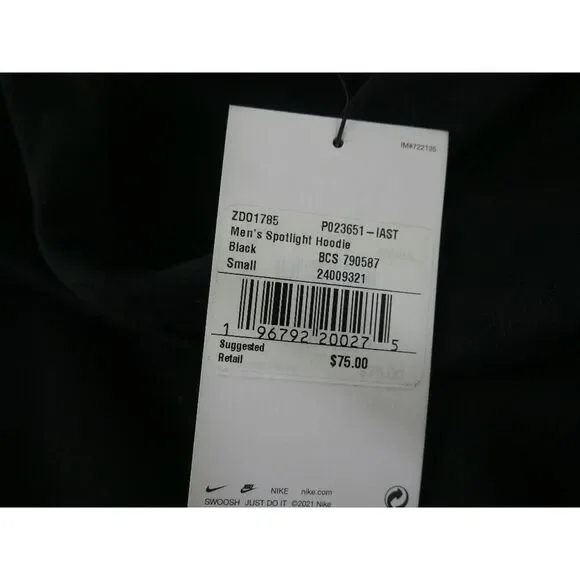 IM#722135
ZD01785 P023651-IAST
Men's Spotlight Hoodie
Black BCS 790587
Small 24009321
1 96792 20027 5
Suggested
Retail $75.00
NIKE nike.com
SWOOSH JUST DO IT ©2021 Nike